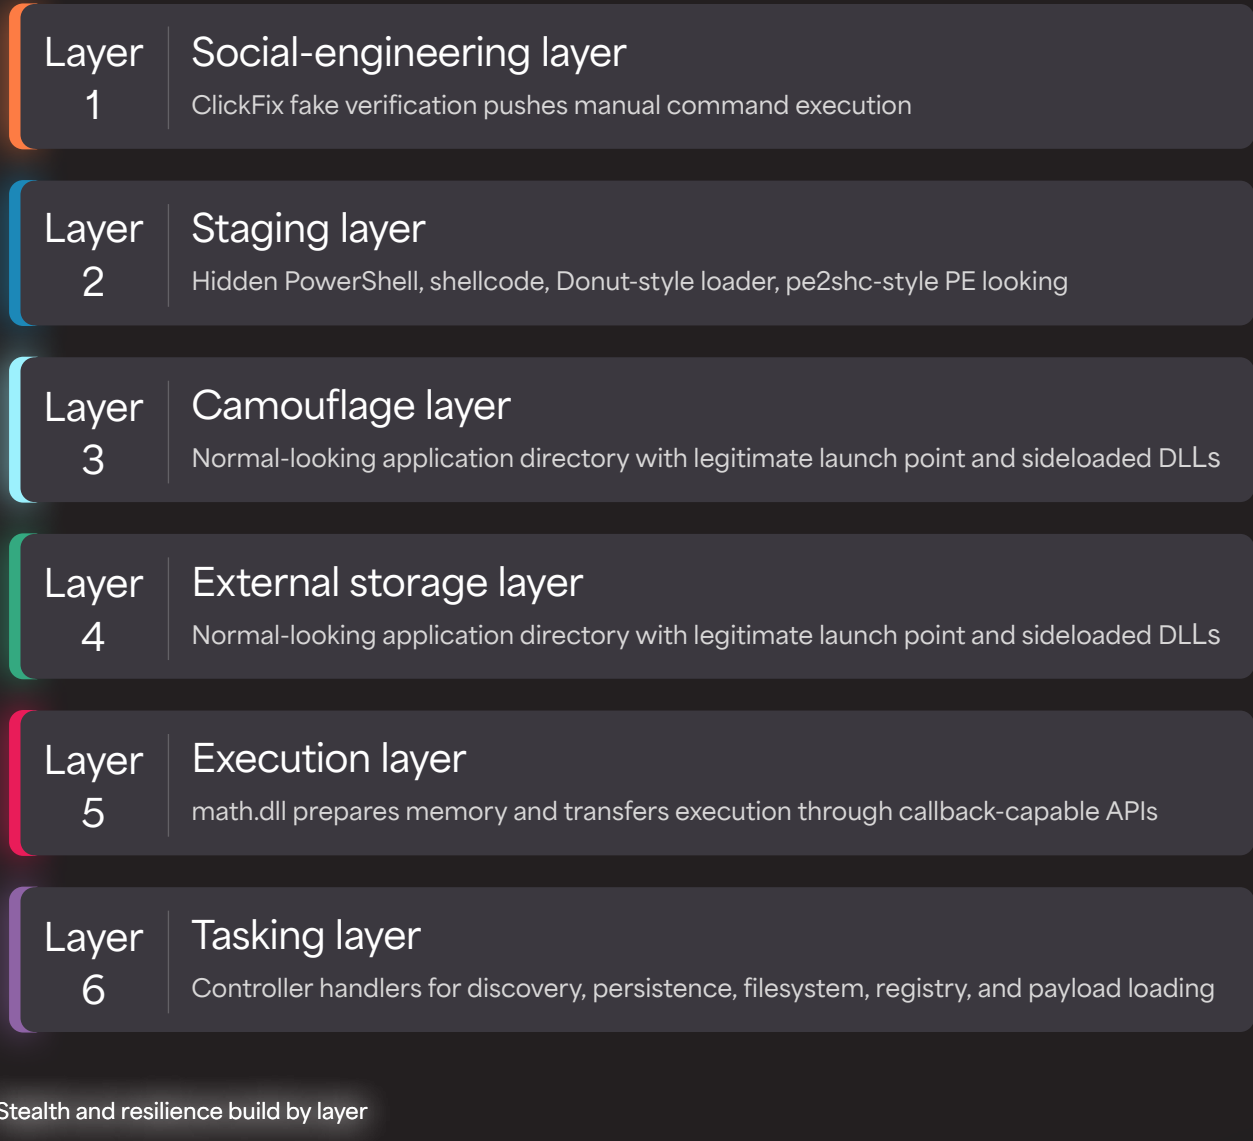 Layer
1
Social-engineering layer
ClickFix fake verification pushes manual command execution
Layer
2
Staging layer
Hidden PowerShell, shellcode, Donut-style loader, pe2shc-style PE looking
Layer
3
Camouflage layer
Normal-looking application directory with legitimate launch point and sideloaded DLLs
Layer
4
External storage layer
Normal-looking application directory with legitimate launch point and sideloaded DLLs
Layer
5
Execution layer
math.dll prepares memory and transfers execution through callback-capable APIs
Layer
6
Tasking layer
Controller handlers for discovery, persistence, filesystem, registry, and payload loading
Stealth and resilience build by layer